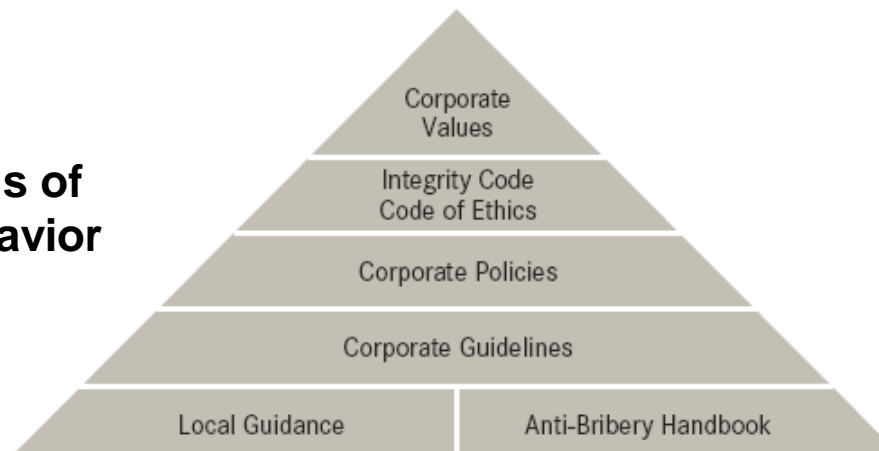 Corporate
Values
s of
avior
Integrity Code
Code of Ethics
Corporate Policies
Corporate Guidelines
Local Guidance
Anti-Bribery Handbook